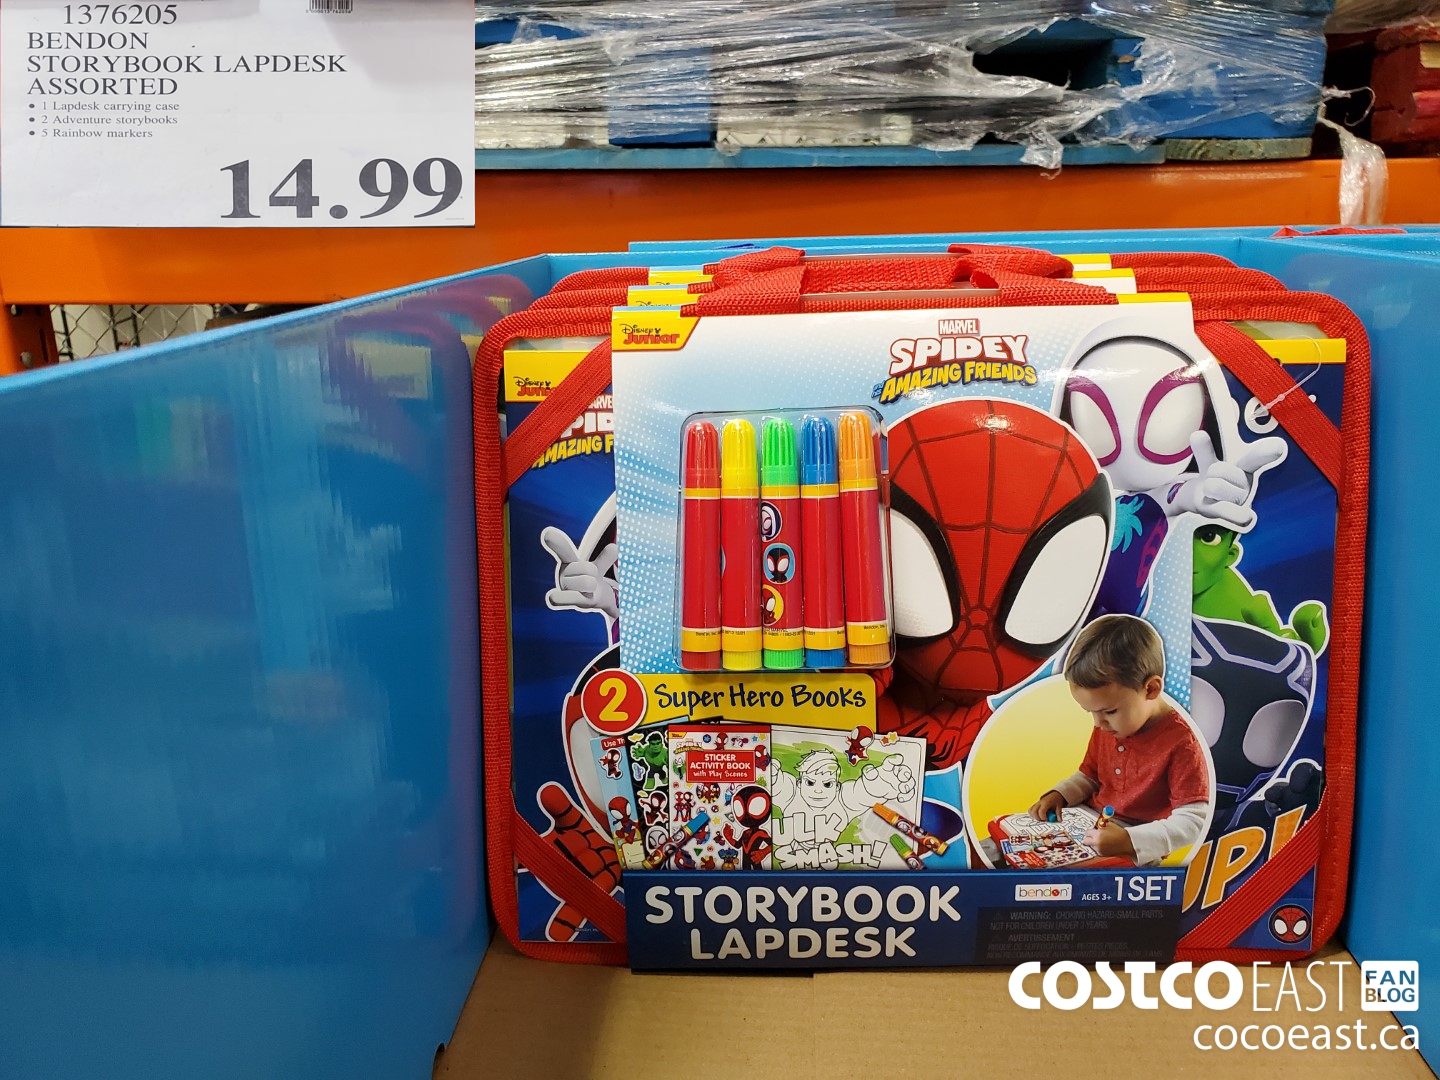 1376205
BENDON
STORYBOOK LAPDESK
ASSORTED
• 1 Lapdesk carrying case
• 2 Adventure storybooks
• 5 Rainbow markers
14.99
Disney Junior
MARVEL
SPIDEY
AMAZING FRIENDS
2
Super Hero Books
STICKER
ACTIVITY BOOK
with Play Scenes
SMASH!
STORYBOOK
LAPDESK
bendon
AGES 3+
1 SET
WARNING: CHOKING HAZARD-SMALL PARTS
NOT FOR CHILDREN UNDER 3 YEARS.
AVERTISSEMENT
COSTCO EAST FAN BLOG
cocoeast.ca